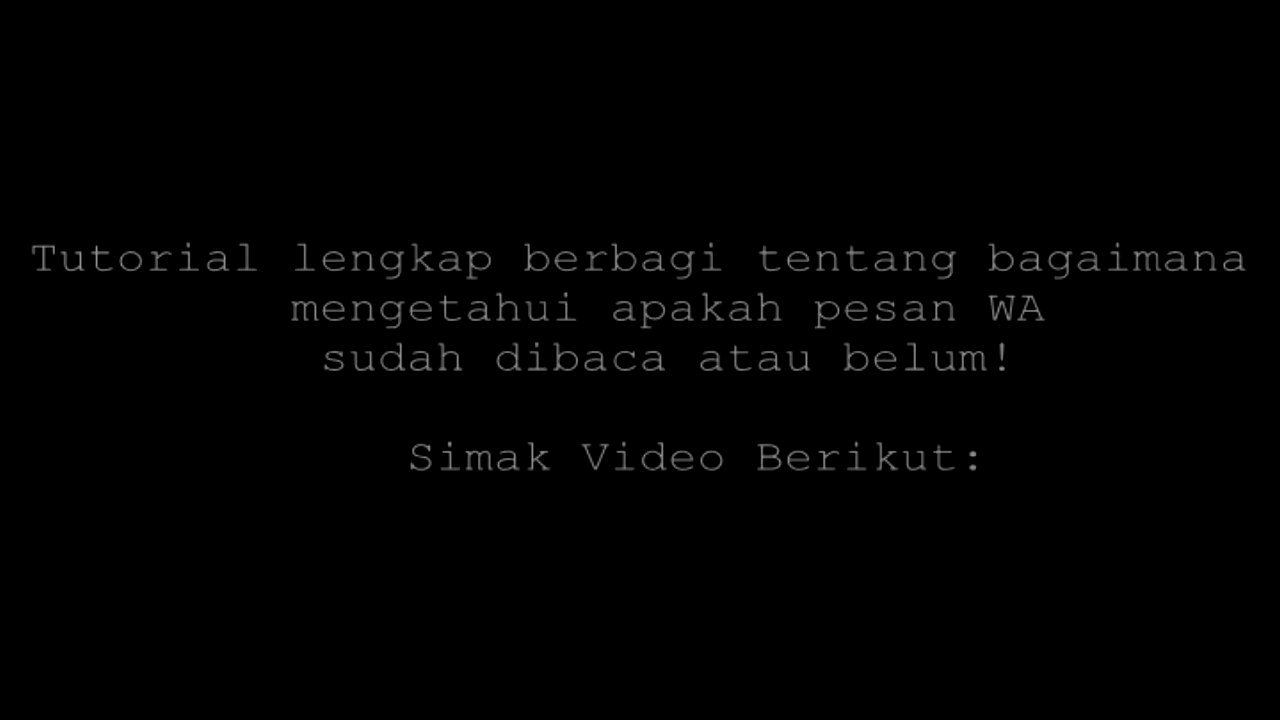 Tutorial lengkap berbagi tentang bagaimana
mengetahui apakah pesan WA
sudah dibaca atau belum!
Simak Video Berikut: